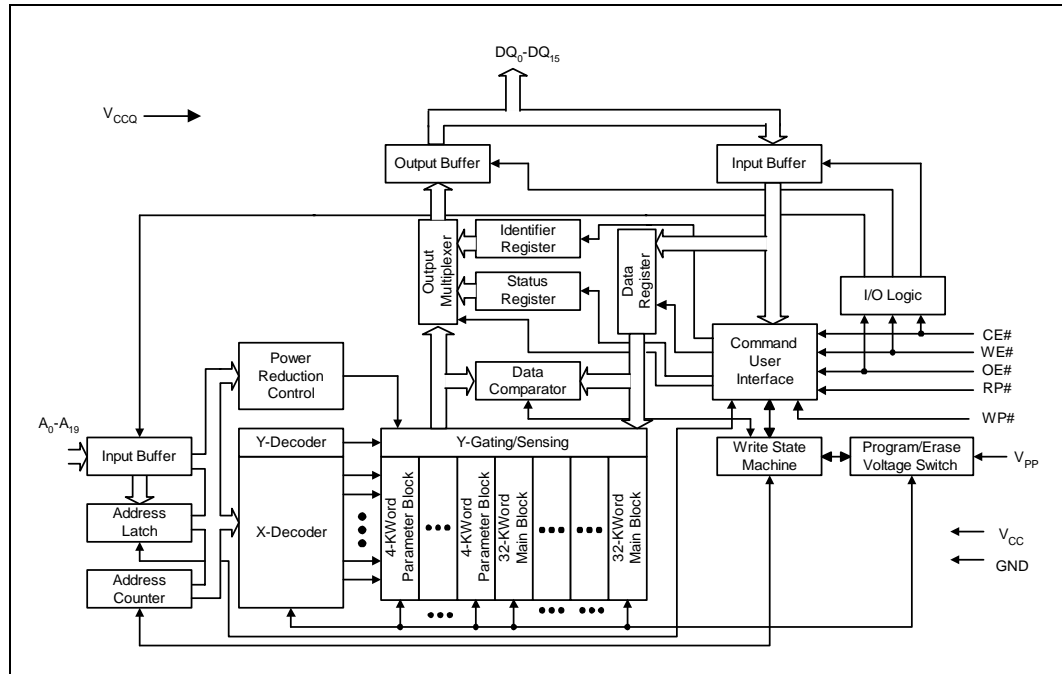 DQ0-DQ15
VCCQ
Output Buffer
Input Buffer
Output
Multiplexer
Identifier
Register
Status
Register
Data
Register
I/O Logic
CE#
WE#
OE#
RP#
WP#
Command
User
Interface
Power
Reduction
Control
Data
Comparator
A0-A19
Input Buffer
Y-Decoder
Y-Gating/Sensing
Write State
Machine
Program/Erase
Voltage Switch
VPP
Address
Latch
X-Decoder
4-KWord
Parameter Block
4-KWord
Parameter Block
32-KWord
Main Block
32-KWord
Main Block
VCC
GND
Address
Counter